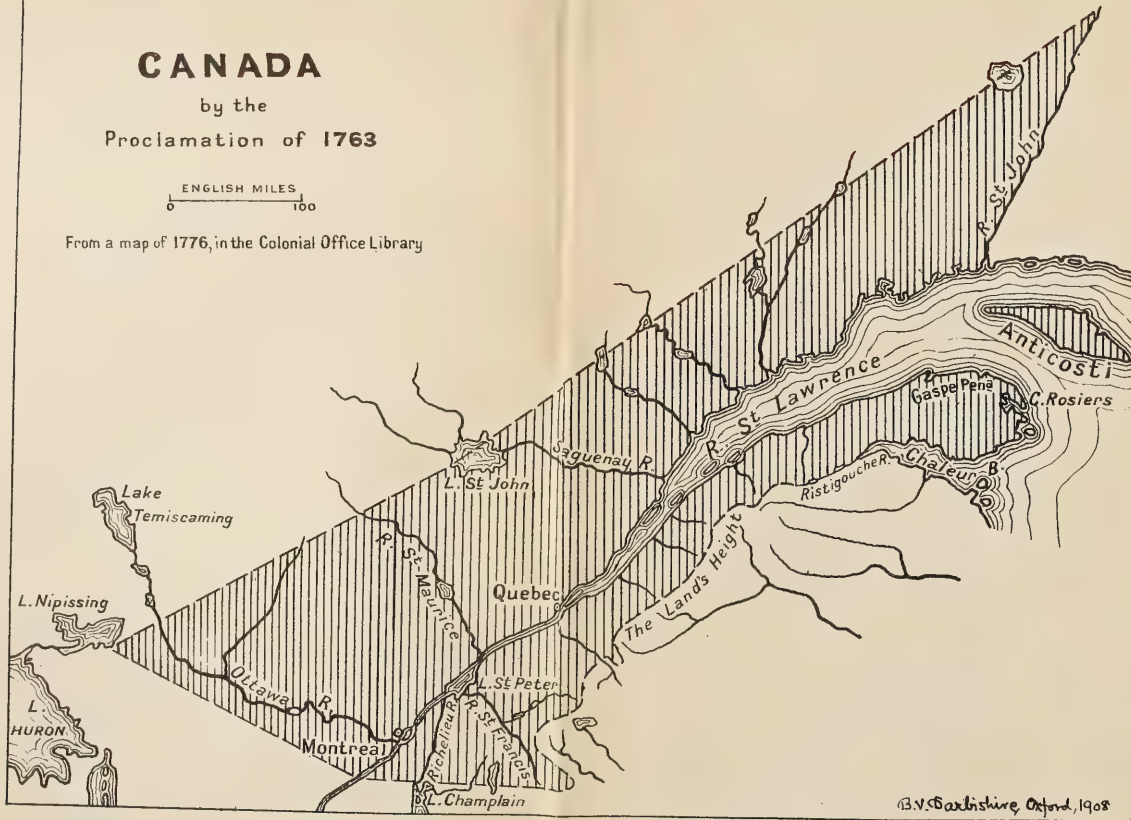 CANADA
by the
Proclamation of 1763
ENGLISH MILES
0 100
From a map of 1776, in the Colonial Office Library
R. St John
Anticosti
R. St Lawrence
Gaspe Pena
C. Rosiers
Saguenay R.
L. St John
Chaleur B.
Ristigouche R.
Lake
Temiscaming
R. St Maurice
The Land's Height
Quebec
L. Nipissing
Ottawa R.
L. St Peter
L.
HURON
Richelieu R.
R. St Francis
Montreal
L. Champlain
B.V. Darbishire, Oxford, 1908